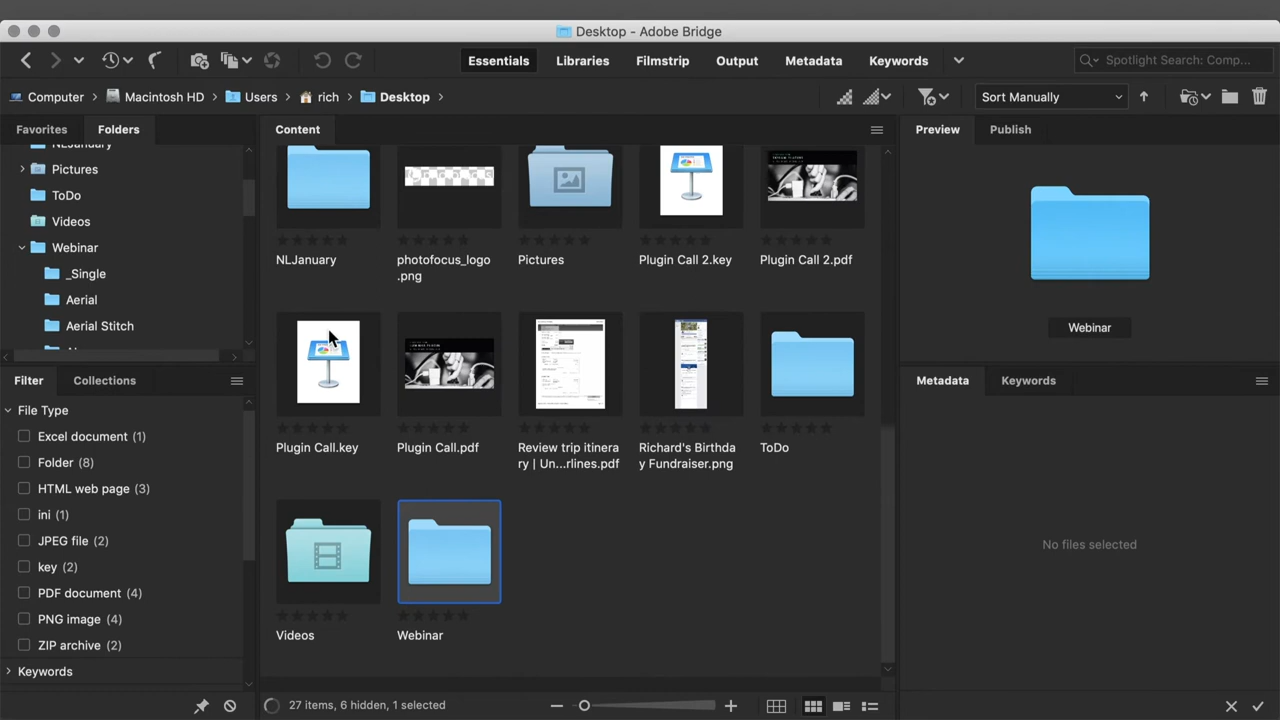 Desktop - Adobe Bridge
Essentials Libraries Filmstrip Output Metadata Keywords
Spotlight Search: Comp...
Computer Macintosh HD Users rich Desktop
Sort Manually
Favorites Folders
Content
Preview Publish
NLJanuary
Pictures
ToDo
Videos
Webinar
_Single
Aerial
Aerial Stitch
NLJanuary
photofocus_logo
.png
Pictures
Plugin Call 2.key
Plugin Call 2.pdf
Plugin Call.key
Plugin Call.pdf
Review trip itinera
ry | Un...rlines.pdf
Richard's Birthda
y Fundraiser.png
ToDo
Videos
Webinar
Webinar
Filter Collections
File Type
Excel document (1)
Folder (8)
HTML web page (3)
ini (1)
JPEG file (2)
key (2)
PDF document (4)
PNG image (4)
ZIP archive (2)
Keywords
Metadata Keywords
No files selected
27 items, 6 hidden, 1 selected